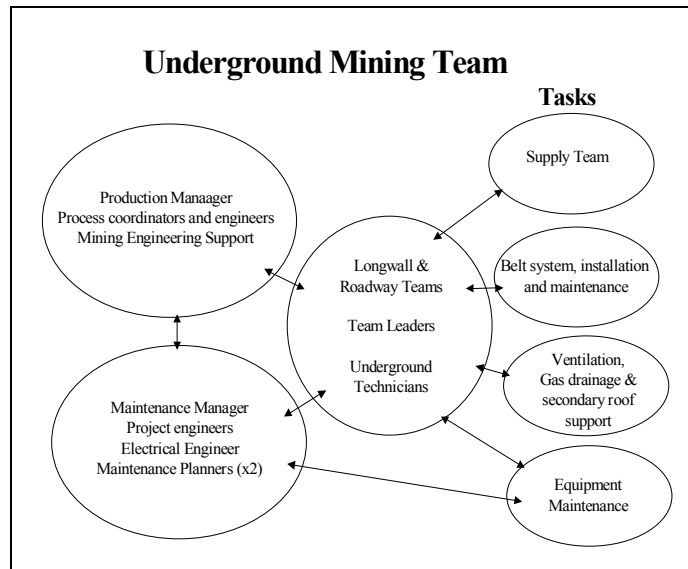 Underground Mining Team
Tasks
Supply Team
Production Manaager
Process coordinators and engineers
Mining Engineering Support
Longwall &
Roadway Teams
Team Leaders
Underground
Technicians
Belt system, installation
and maintenance
Ventilation,
Gas drainage &
secondary roof
support
Maintenance Manager
Project engineers
Electrical Engineer
Maintenance Planners (x2)
Equipment
Maintenance